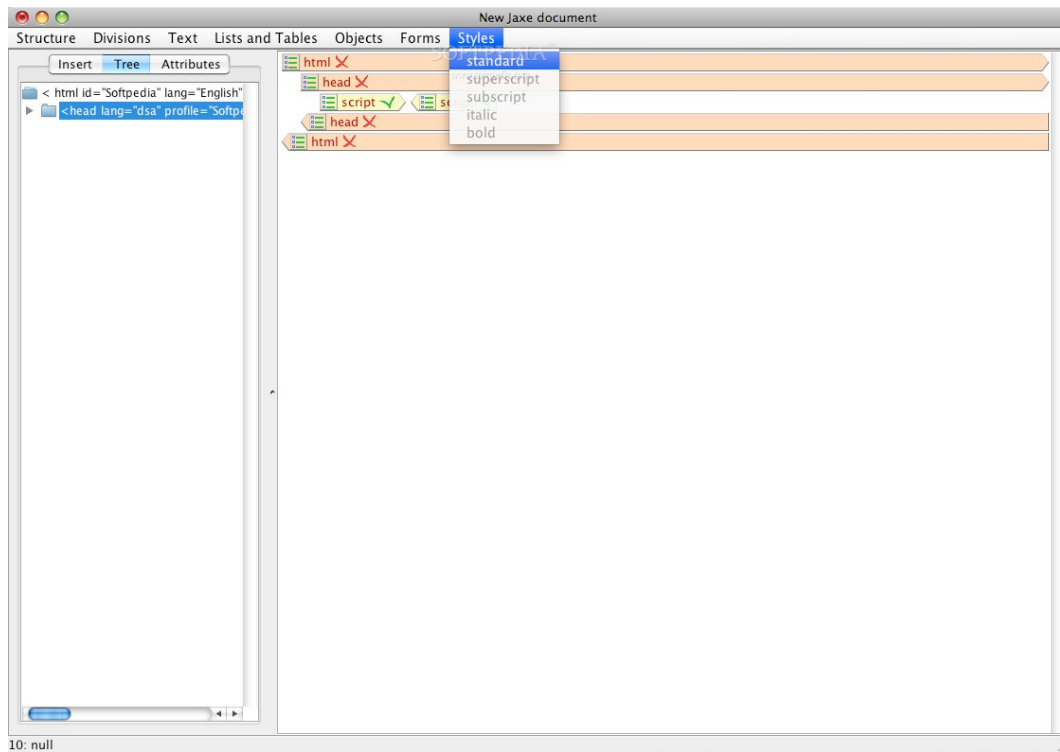 New Jaxe document
Structure Divisions Text Lists and Tables Objects Forms Styles
SOFTPEDIA
standard
superscript
subscript
italic
bold
Insert Tree Attributes
< html id="Softpedia" lang="English"
<head lang="dsa" profile="Softpe
html
head
script
head
html
10: null